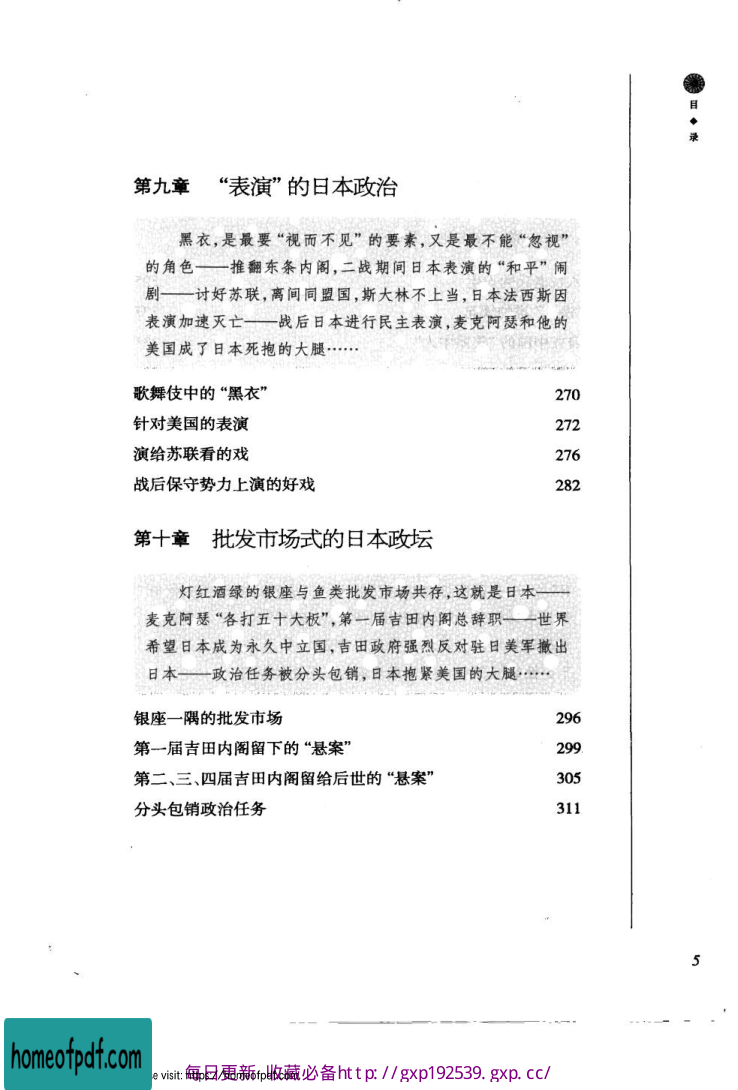 目◆录
第九章 “表演”的日本政治
黑衣,是最要“视而不见”的要素,又是最不能“忽视”
的角色——推翻东条内阁,二战期间日本表演的“和平”闹
剧——讨好苏联,离间同盟国,斯大林不上当,日本法西斯因
表演加速灭亡——战后日本进行民主表演,麦克阿瑟和他的
美国成了日本死抱的大腿……
歌舞伎中的“黑衣” 270
针对美国的表演 272
演给苏联看的戏 276
战后保守势力上演的好戏 282
第十章 批发市场式的日本政坛
灯红酒绿的银座与鱼类批发市场共存,这就是日本——
麦克阿瑟“各打五十大板”,第一届吉田内阁总辞职——世界
希望日本成为永久中立国,吉田政府强烈反对驻日美军撤出
日本——政治任务被分头包销,日本抱紧美国的大腿……
银座一隅的批发市场 296
第一届吉田内阁留下的“悬案” 299
第二、三、四届吉田内阁留给后世的“悬案” 305
分头包销政治任务 311
5
homeofpdf.com
e visit: https://homeofpdf.com
每日更新,收藏必备http://gxp192539.gxp.cc/